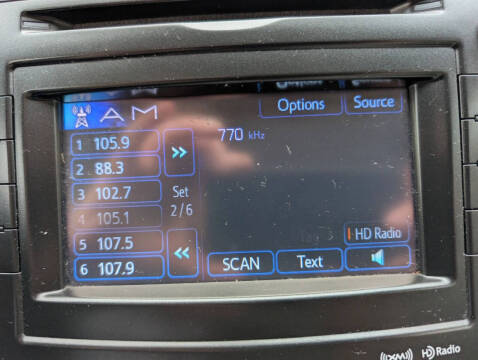 AM
Options
Source
770 kHz
1 105.9
2 88.3
3 102.7
4 105.1
5 107.5
6 107.9
Set
2/6
HD Radio
SCAN
Text
((XM))
HD Radio